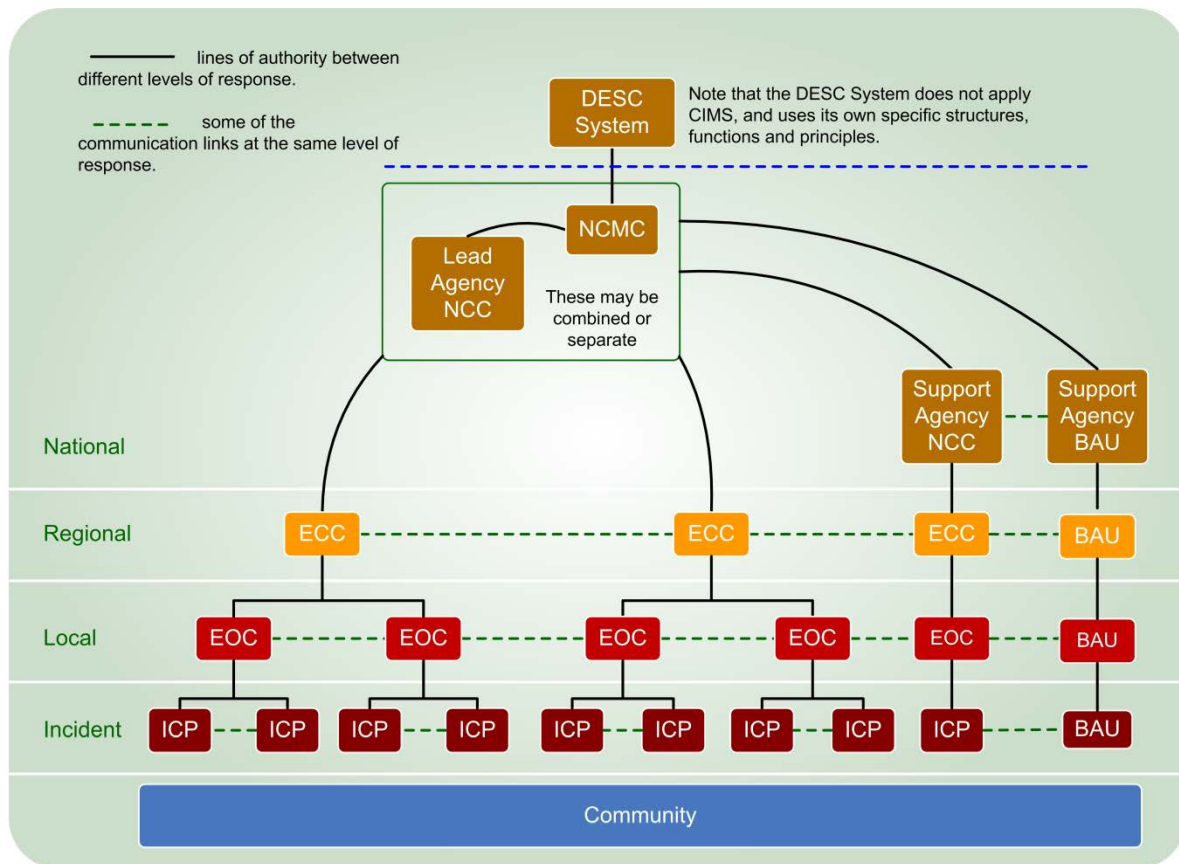 lines of authority between
different levels of response.
some of the
communication links at the same level of
response.
DESC
System
Note that the DESC System does not apply
CIMS, and uses its own specific structures,
functions and principles.
NCMC
Lead
Agency
NCC
These may be
combined or
separate
Support
Agency
NCC
Support
Agency
BAU
National
Regional
ECC
ECC
ECC
BAU
Local
EOC
EOC
EOC
EOC
EOC
BAU
Incident
ICP
ICP
ICP
ICP
ICP
ICP
ICP
ICP
ICP
BAU
Community